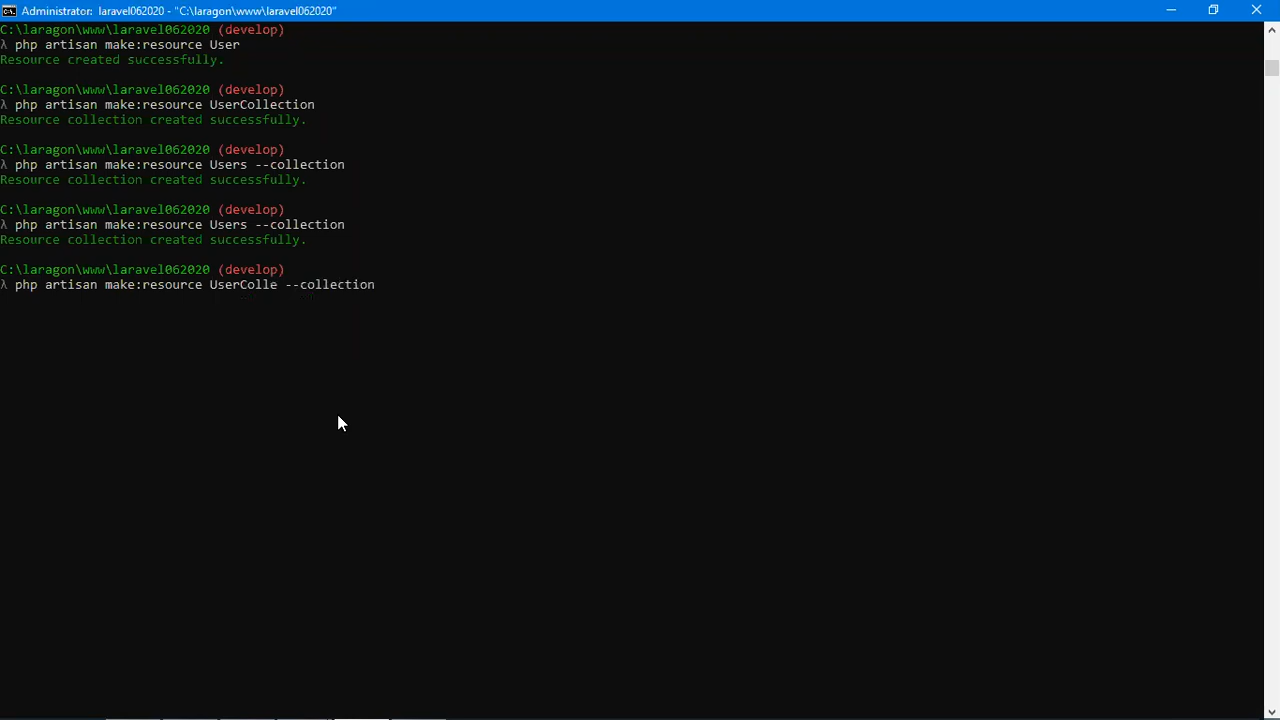 Administrator: laravel062020 - "C:\laragon\www\laravel062020"
C:\laragon\www\laravel062020 (develop)
λ php artisan make:resource User
Resource created successfully.
C:\laragon\www\laravel062020 (develop)
λ php artisan make:resource UserCollection
Resource collection created successfully.
C:\laragon\www\laravel062020 (develop)
λ php artisan make:resource Users --collection
Resource collection created successfully.
C:\laragon\www\laravel062020 (develop)
λ php artisan make:resource Users --collection
Resource collection created successfully.
C:\laragon\www\laravel062020 (develop)
λ php artisan make:resource UserColle --collection